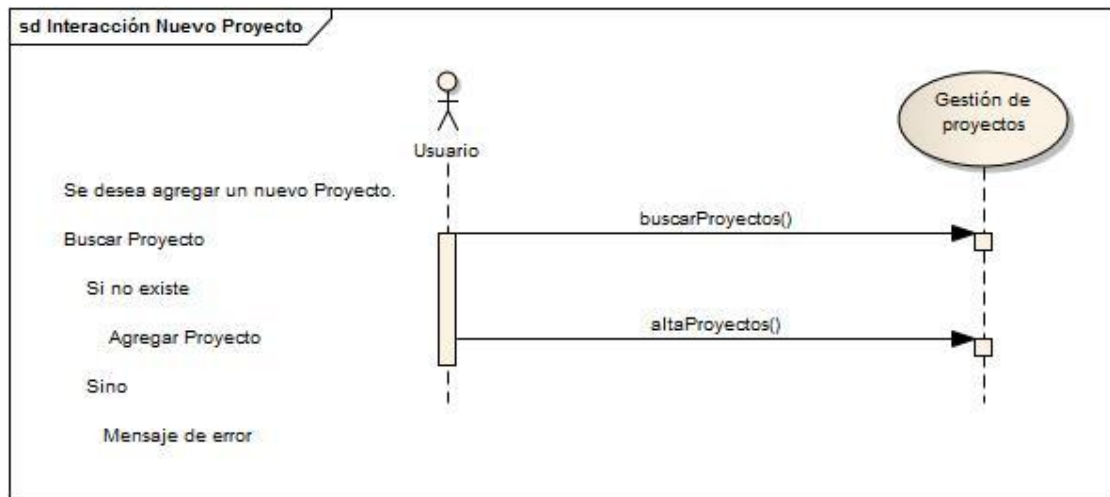 sd Interacción Nuevo Proyecto
Gestión de
proyectos
Usuario
Se desea agregar un nuevo Proyecto.
buscarProyectos()
Buscar Proyecto
Si no existe
altaProyectos()
Agregar Proyecto
Sino
Mensaje de error